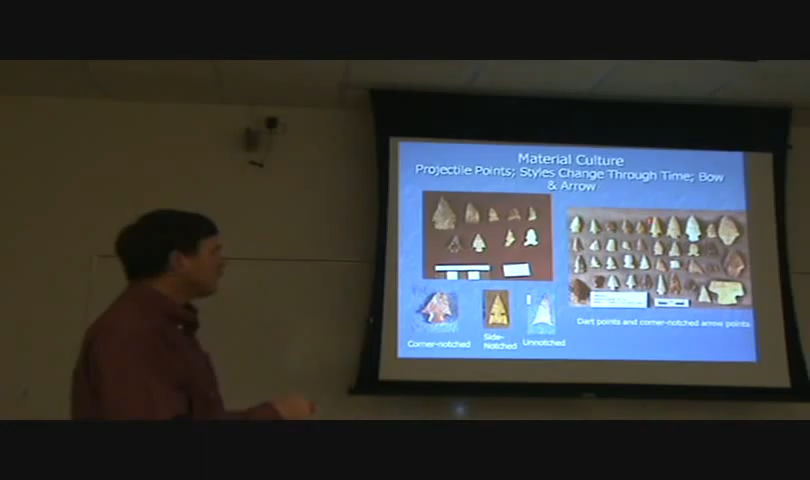 Material Culture
Projectile Points; Styles Change Through Time; Bow
& Arrow
Corner-notched
Side-
Notched
Unnotched
Dart points and corner-notched arrow points